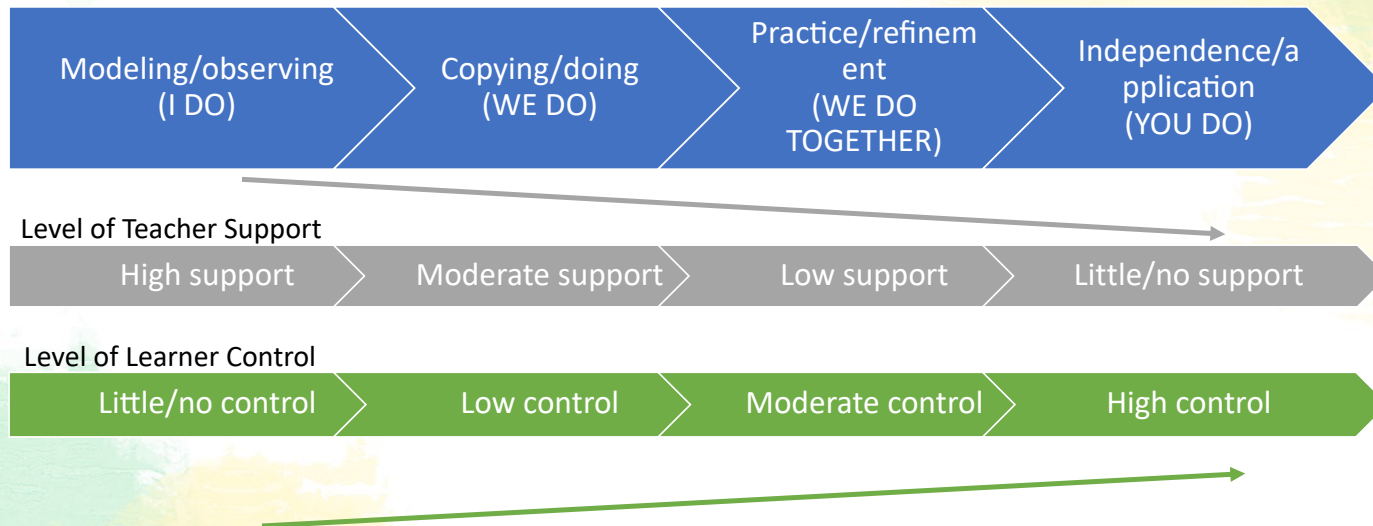 Modeling/observing
(I DO)
Copying/doing
(WE DO)
Practice/refinem
ent
(WE DO
TOGETHER)
Independence/a
pplication
(YOU DO)
Level of Teacher Support
High support
Moderate support
Low support
Little/no support
Level of Learner Control
Little/no control
Low control
Moderate control
High control